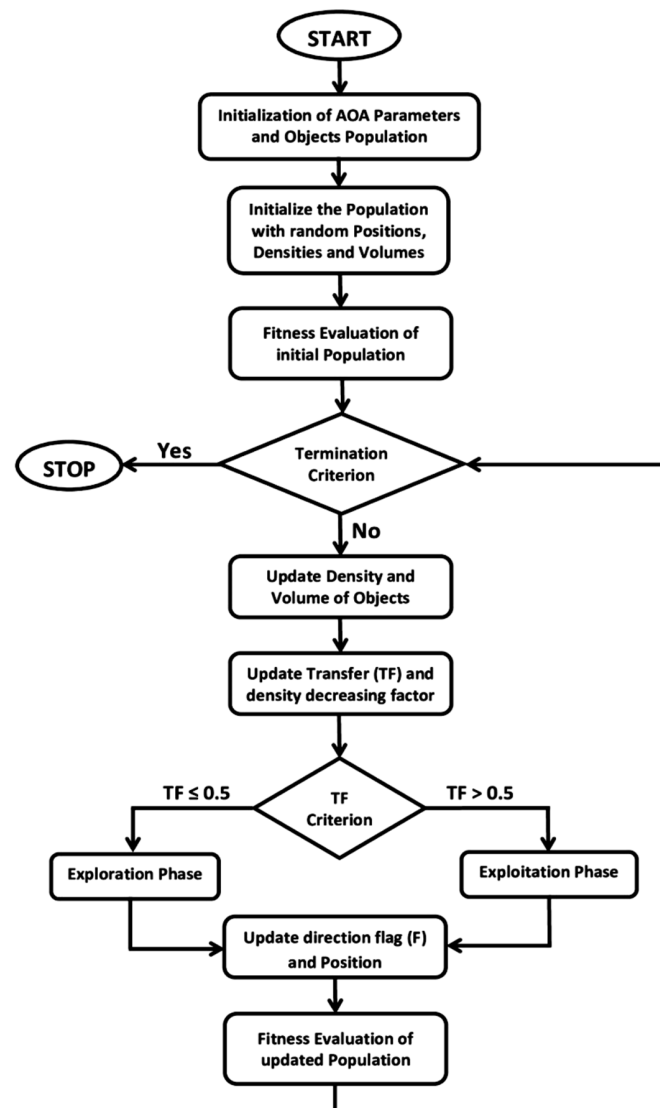 START
Initialization of AOA Parameters
and Objects Population
Initialize the Population
with random Positions,
Densities and Volumes
Fitness Evaluation of
initial Population
Termination
Criterion
Yes
STOP
No
Update Density and
Volume of Objects
Update Transfer (TF) and
density decreasing factor
TF
Criterion
TF ≤ 0.5
TF > 0.5
Exploration Phase
Exploitation Phase
Update direction flag (F)
and Position
Fitness Evaluation of
updated Population